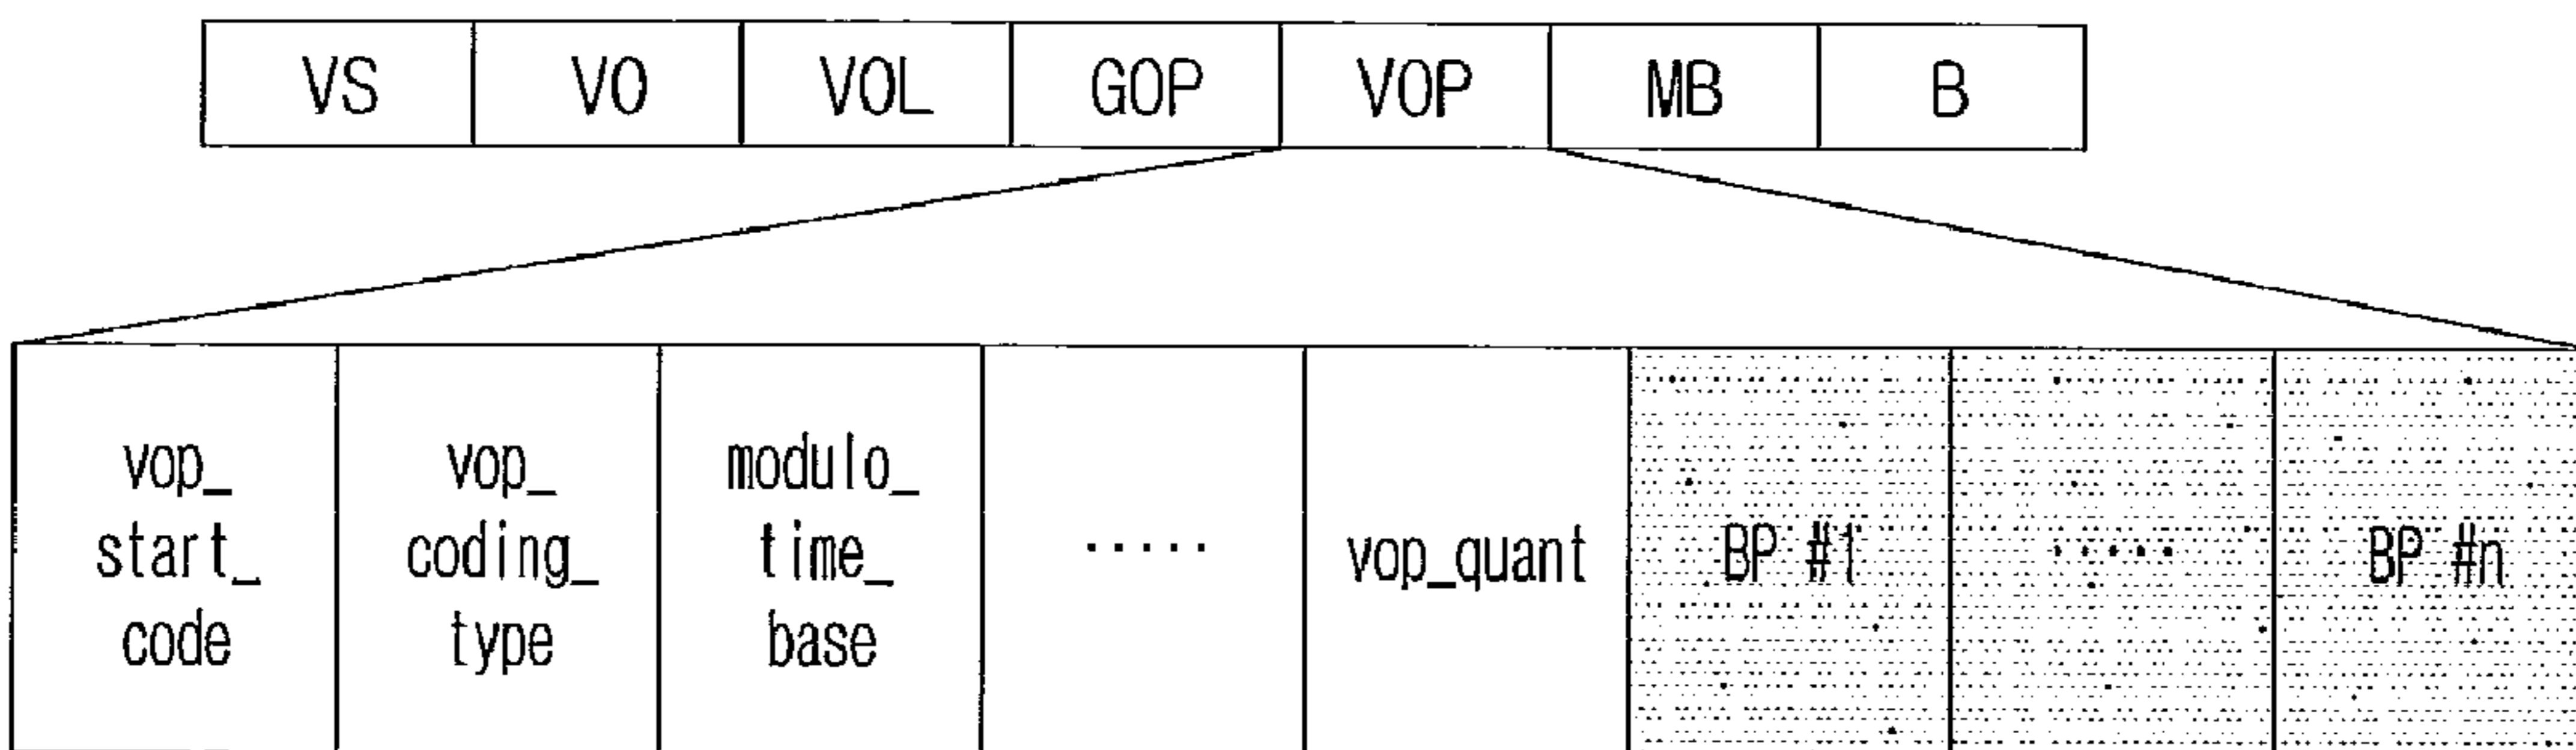 VS VO VOL GOP VOP MB B
vop_ start_ code
vop_ coding_ type
modulo_ time_ base
·····
vop_quant
BP #1
·····
BP #n